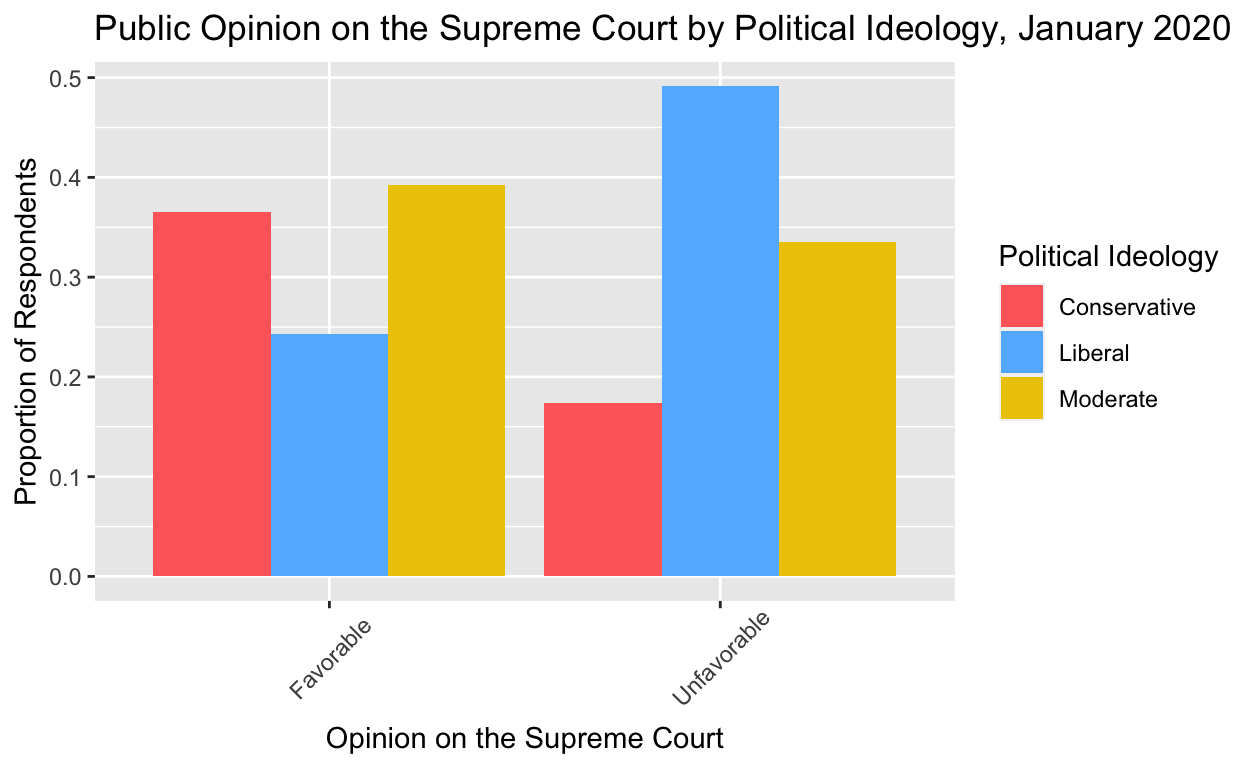 Public Opinion on the Supreme Court by Political Ideology, January 2020
Proportion of Respondents
0.5
0.4
0.3
0.2
0.1
0.0
Favorable
Unfavorable
Opinion on the Supreme Court
Political Ideology
Conservative
Liberal
Moderate